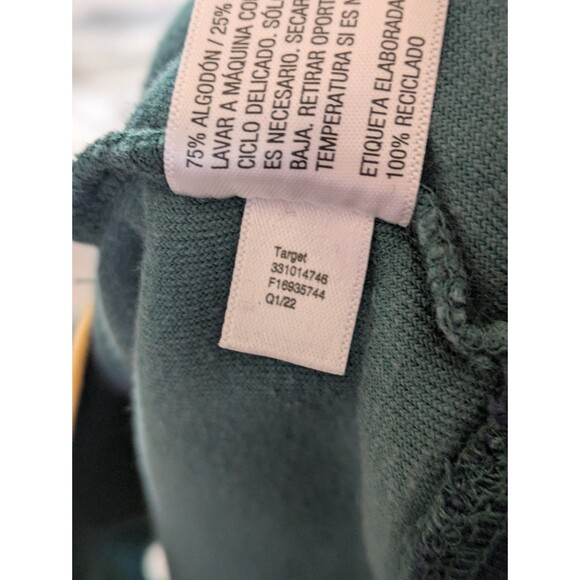 75% ALGODÓN / 25%
LAVAR A MÁQUINA CO
CICLO DELICADO. SÓL
ES NECESARIO. SECAR
BAJA. RETIRAR OPORT
TEMPERATURA SI ES N
ETIQUETA ELABORADA
100% RECICLADO
Target
331014746
F16935744
Q1/22